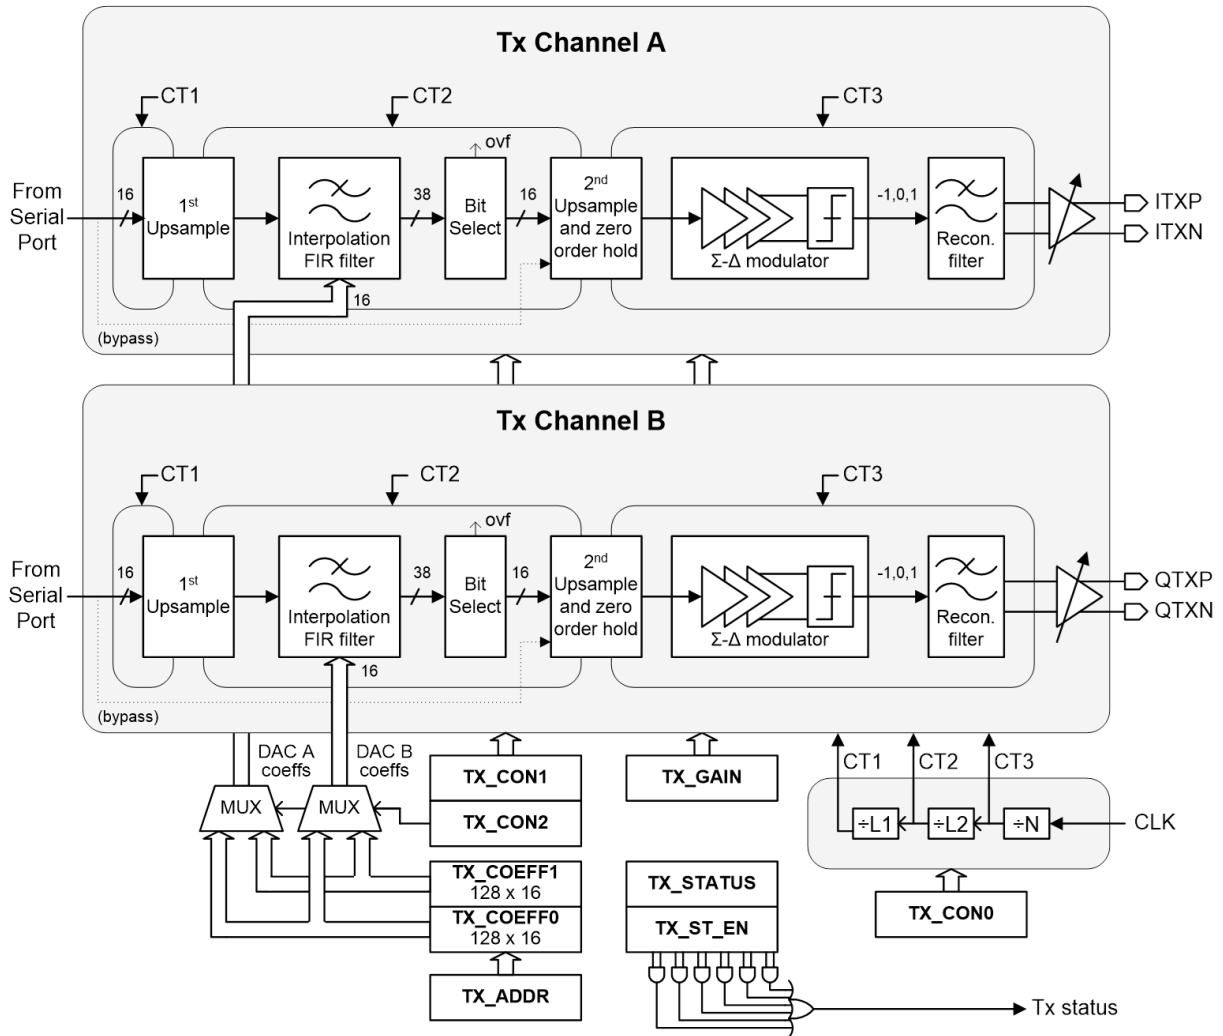 Tx Channel A
CT1
CT2
CT3
ovf
From
Serial
Port
16
1st
Upsample
Interpolation
FIR filter
38
Bit
Select
16
2nd
Upsample
and zero
order hold
Σ-Δ modulator
-1,0,1
Recon.
filter
ITXP
ITXN
16
(bypass)
Tx Channel B
CT1
CT2
CT3
ovf
From
Serial
Port
16
1st
Upsample
Interpolation
FIR filter
38
Bit
Select
16
2nd
Upsample
and zero
order hold
Σ-Δ modulator
-1,0,1
Recon.
filter
QTXP
QTXN
16
(bypass)
DAC A
coeffs
DAC B
coeffs
MUX
MUX
TX_CON1
TX_CON2
TX_GAIN
CT1
CT2
CT3
÷L1
÷L2
÷N
CLK
TX_CON0
TX_COEFF1
128 x 16
TX_COEFF0
128 x 16
TX_ADDR
TX_STATUS
TX_ST_EN
Tx status